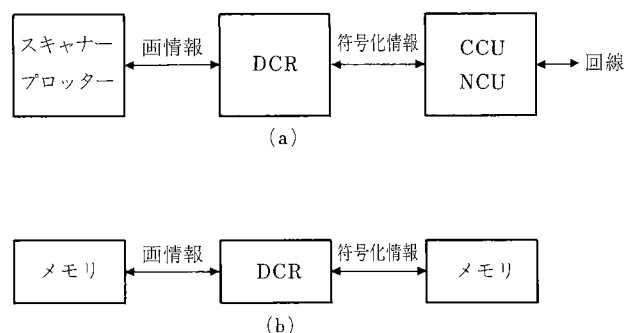 スキャナー
プロッター
画情報
DCR
符号化情報
CCU
NCU
回線
(a)
メモリ
画情報
DCR
符号化情報
メモリ
(b)